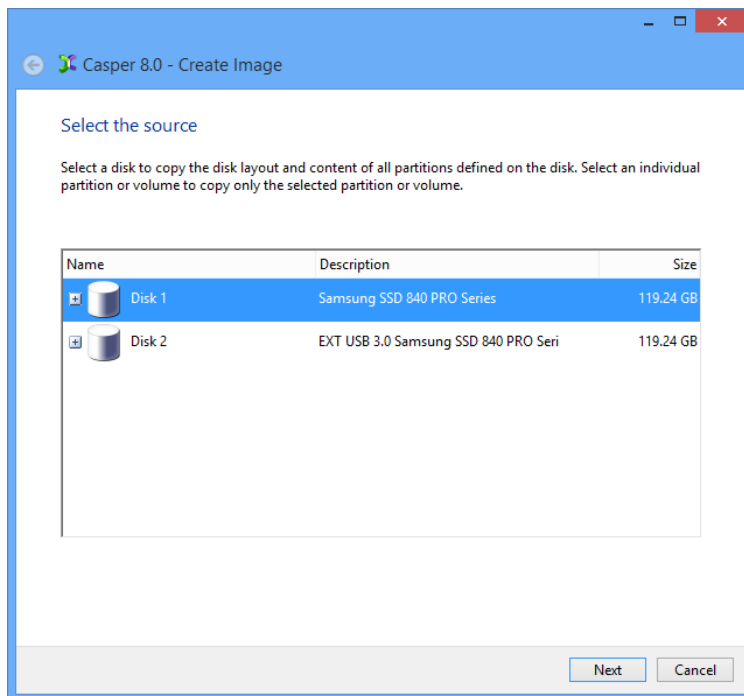 Casper 8.0 - Create Image
Select the source
Select a disk to copy the disk layout and content of all partitions defined on the disk. Select an individual
partition or volume to copy only the selected partition or volume.
Name Description Size
Disk 1 Samsung SSD 840 PRO Series 119.24 GB
Disk 2 EXT USB 3.0 Samsung SSD 840 PRO Seri 119.24 GB
Next Cancel